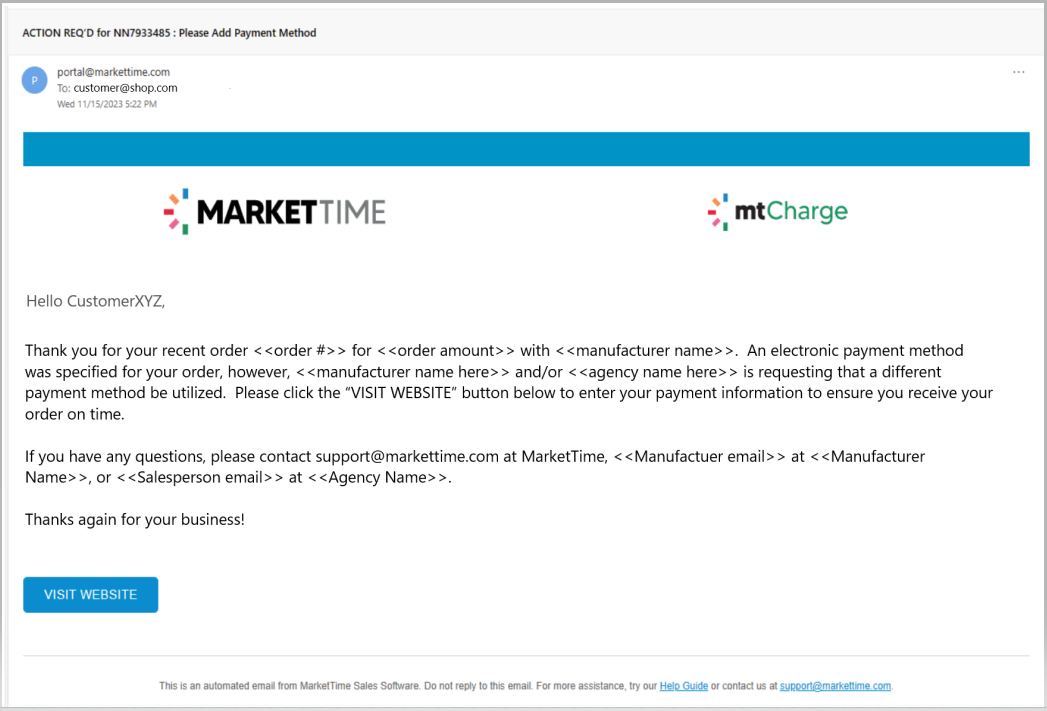 ACTION REQ'D for NN7933485 : Please Add Payment Method
P
portal@markettime.com
To: customer@shop.com
Wed 11/15/2023 5:22 PM
MARKETTIME
mtCharge
Hello CustomerXYZ,
Thank you for your recent order <<order #>> for <<order amount>> with <<manufacturer name>>.  An electronic payment method
was specified for your order, however, <<manufacturer name here>> and/or <<agency name here>> is requesting that a different
payment method be utilized.  Please click the “VISIT WEBSITE” button below to enter your payment information to ensure you receive your
order on time.
If you have any questions, please contact support@markettime.com at MarketTime, <<Manufactuer email>> at <<Manufacturer
Name>>, or <<Salesperson email>> at <<Agency Name>>.
Thanks again for your business!
VISIT WEBSITE
This is an automated email from MarketTime Sales Software. Do not reply to this email. For more assistance, try our Help Guide or contact us at support@markettime.com.